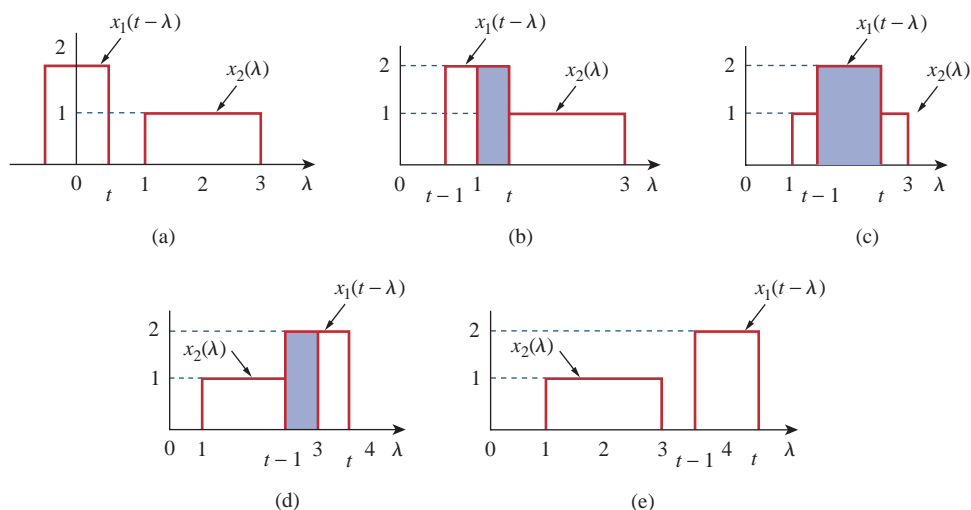 x₁(t − λ)
2
x₂(λ)
1
0 t 1 2 3 λ
(a)
x₁(t − λ)
2
x₂(λ)
1
0 t − 1 1 t 3 λ
(b)
x₁(t − λ)
2
x₂(λ)
1
0 1 t − 1 t 3 λ
(c)
x₁(t − λ)
2
x₂(λ)
1
0 1 t − 1 3 t 4 λ
(d)
x₁(t − λ)
2
x₂(λ)
1
0 1 2 3 t − 1 4 t λ
(e)